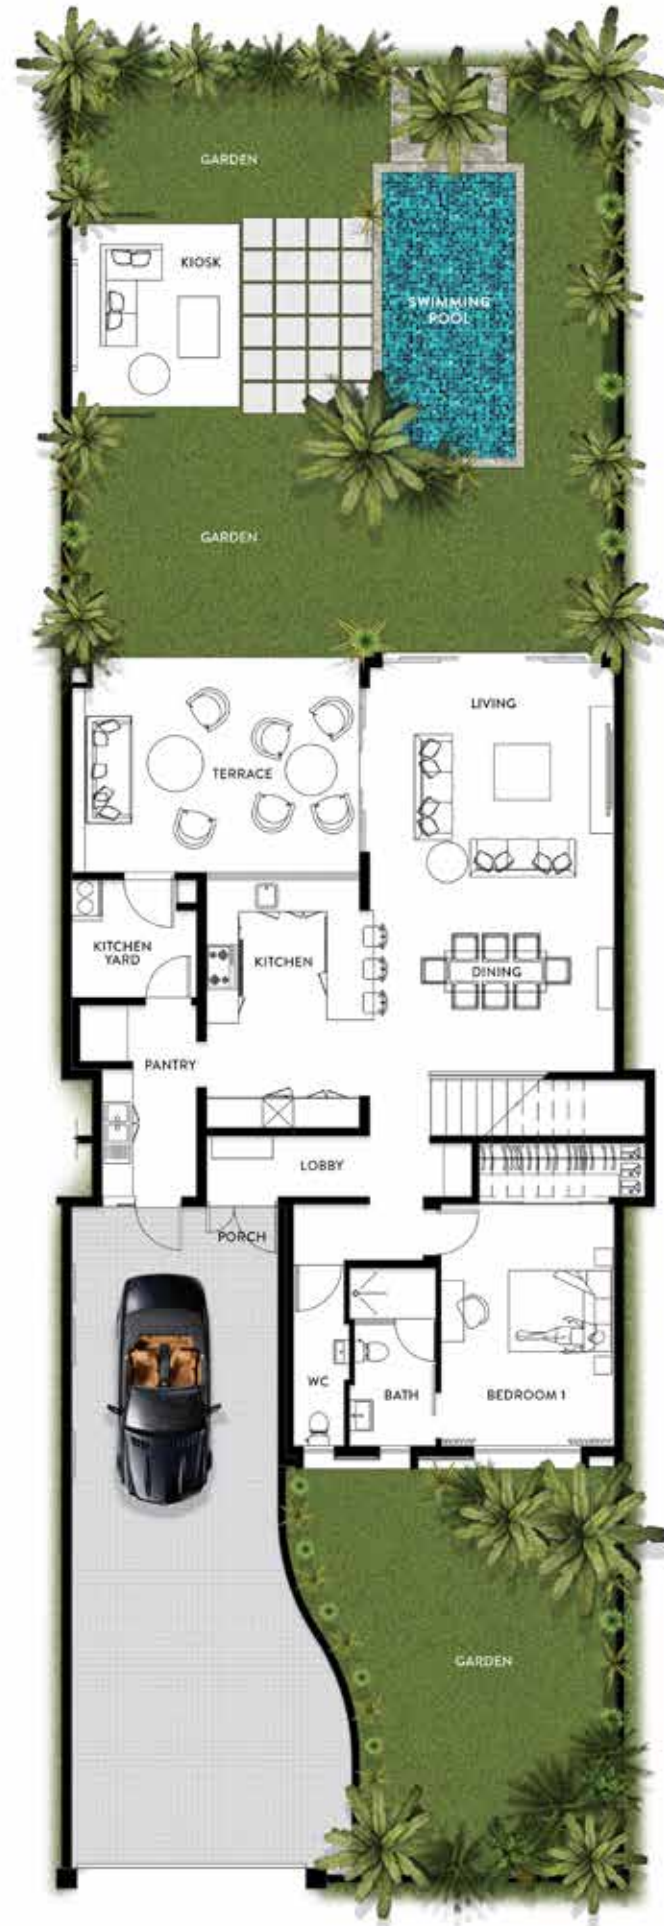 GARDEN
KIOSK
SWIMMING
POOL
GARDEN
LIVING
TERRACE
KITCHEN
YARD
KITCHEN
DINING
PANTRY
LOBBY
PORCH
WC
BATH
BEDROOM 1
GARDEN